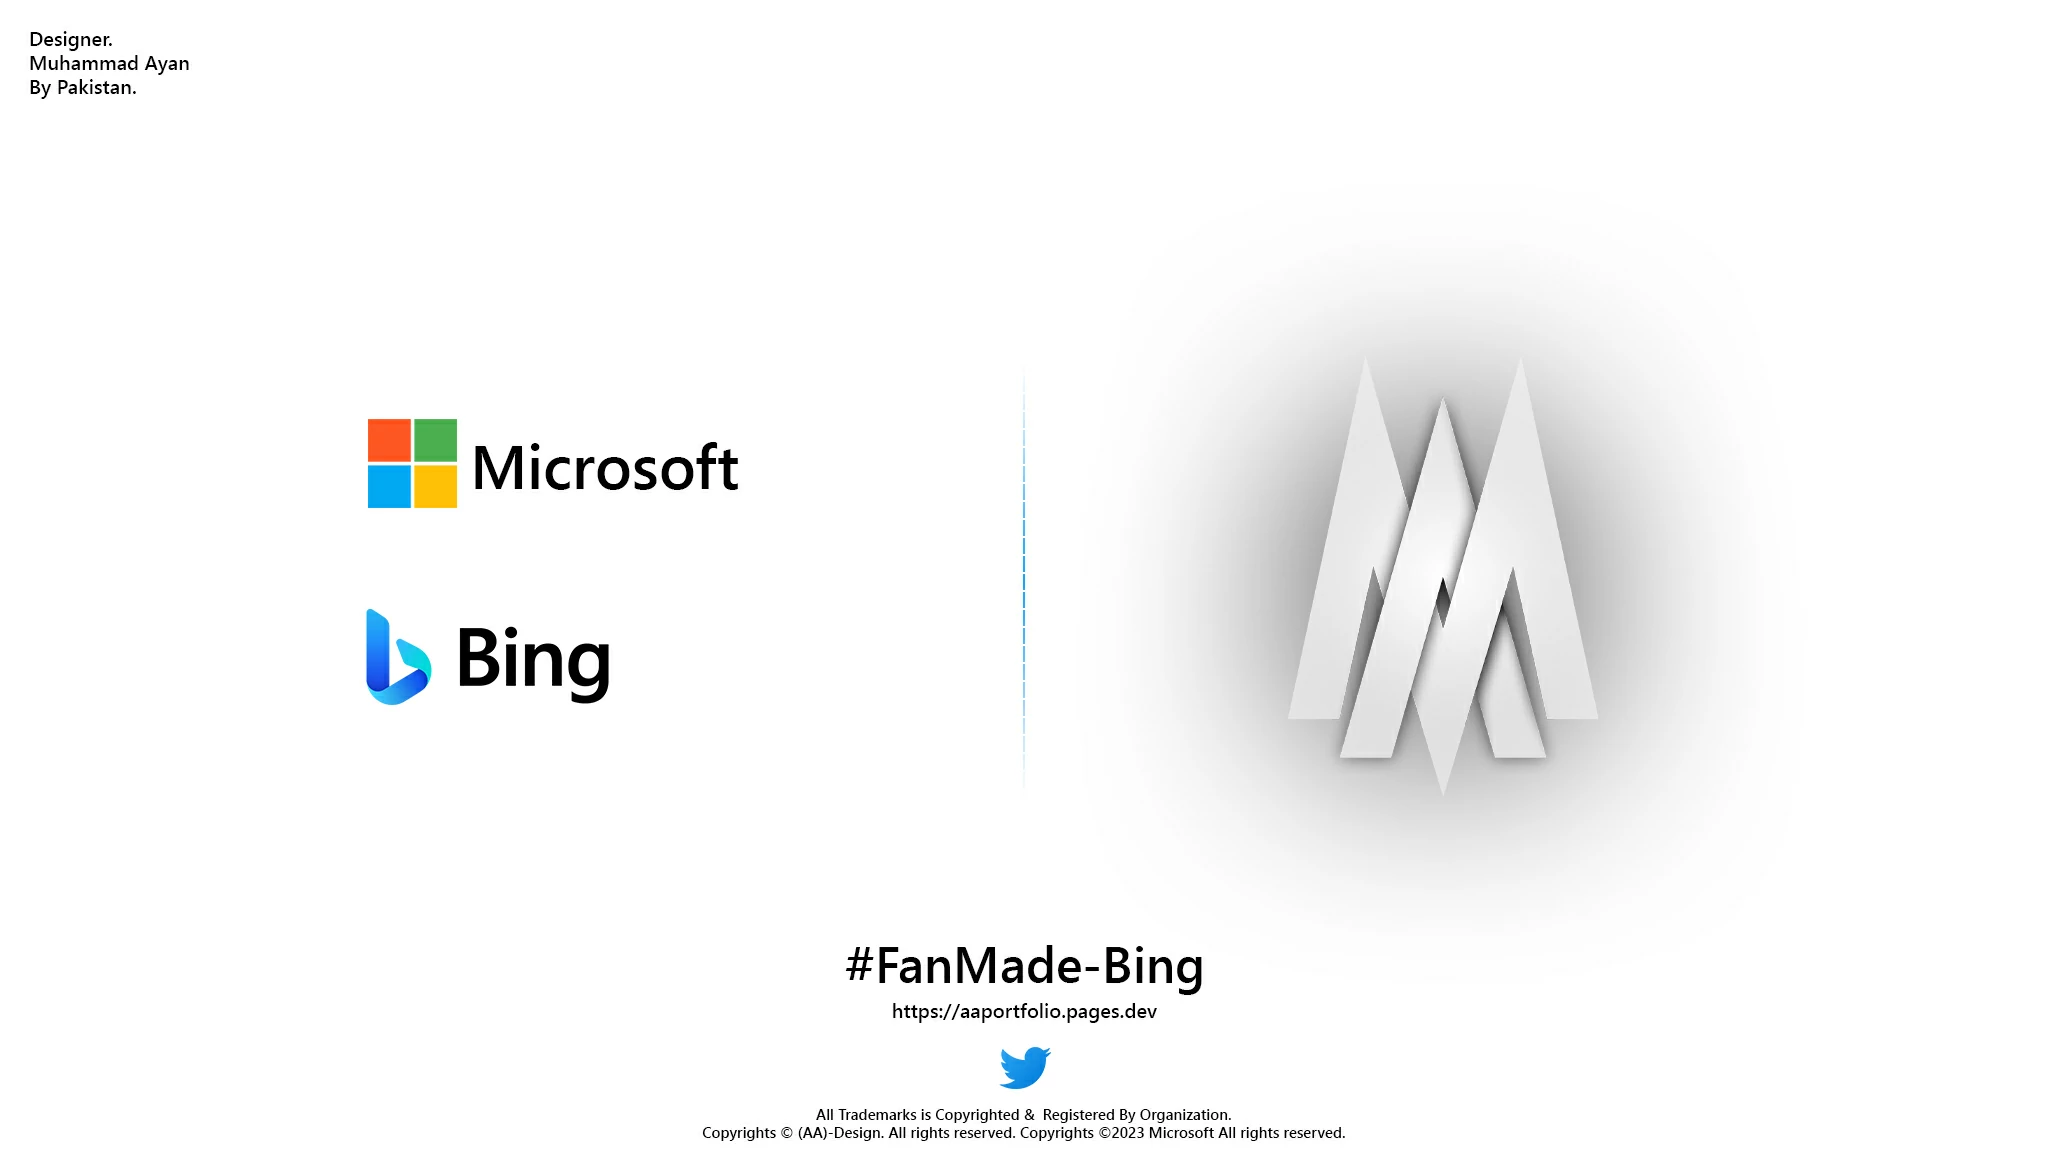 Designer.
Muhammad Ayan
By Pakistan.
Microsoft
Bing
#FanMade-Bing
https://aaportfolio.pages.dev
All Trademarks is Copyrighted &  Registered By Organization.
Copyrights © (AA)-Design. All rights reserved. Copyrights ©2023 Microsoft All rights reserved.